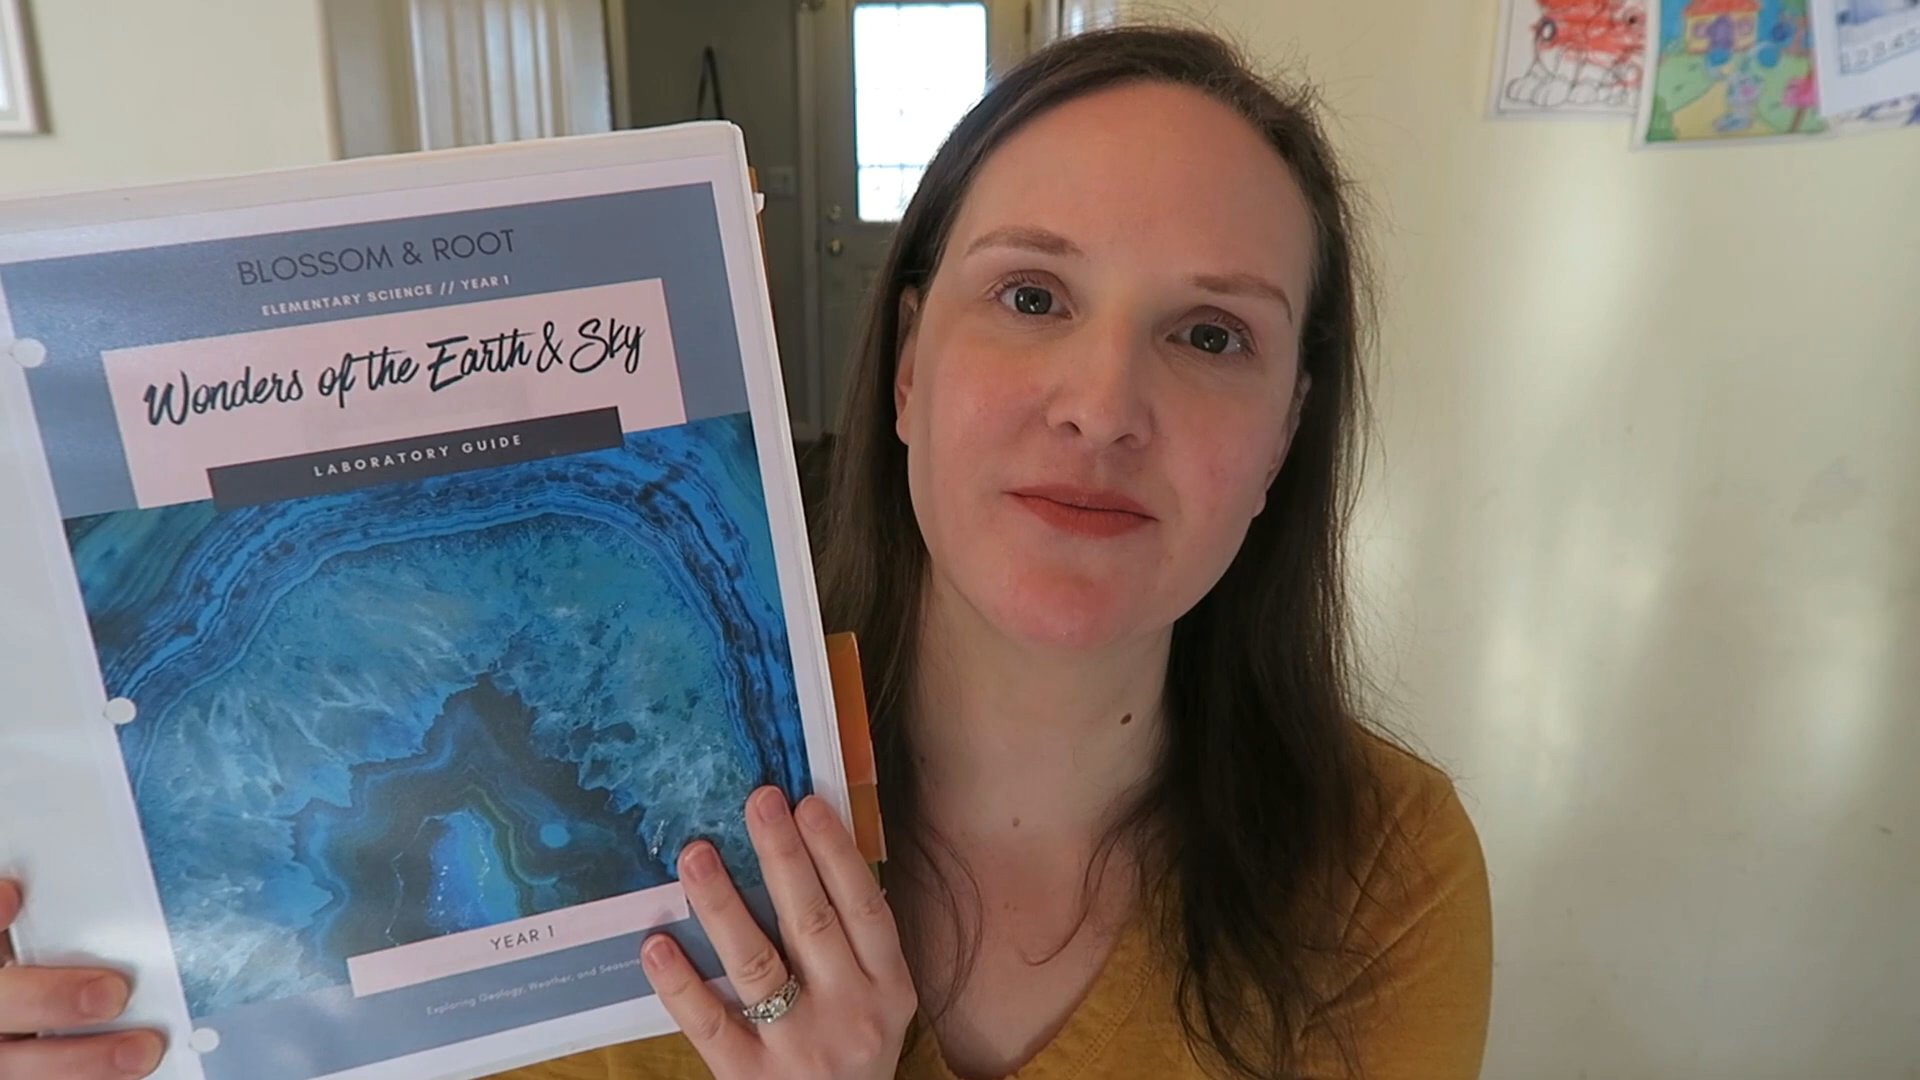 BLOSSOM & ROOT
ELEMENTARY SCIENCE // YEAR 1
Wonders of the Earth & Sky
LABORATORY GUIDE
YEAR 1
Exploring Geology, Weather, and Seasons
12345